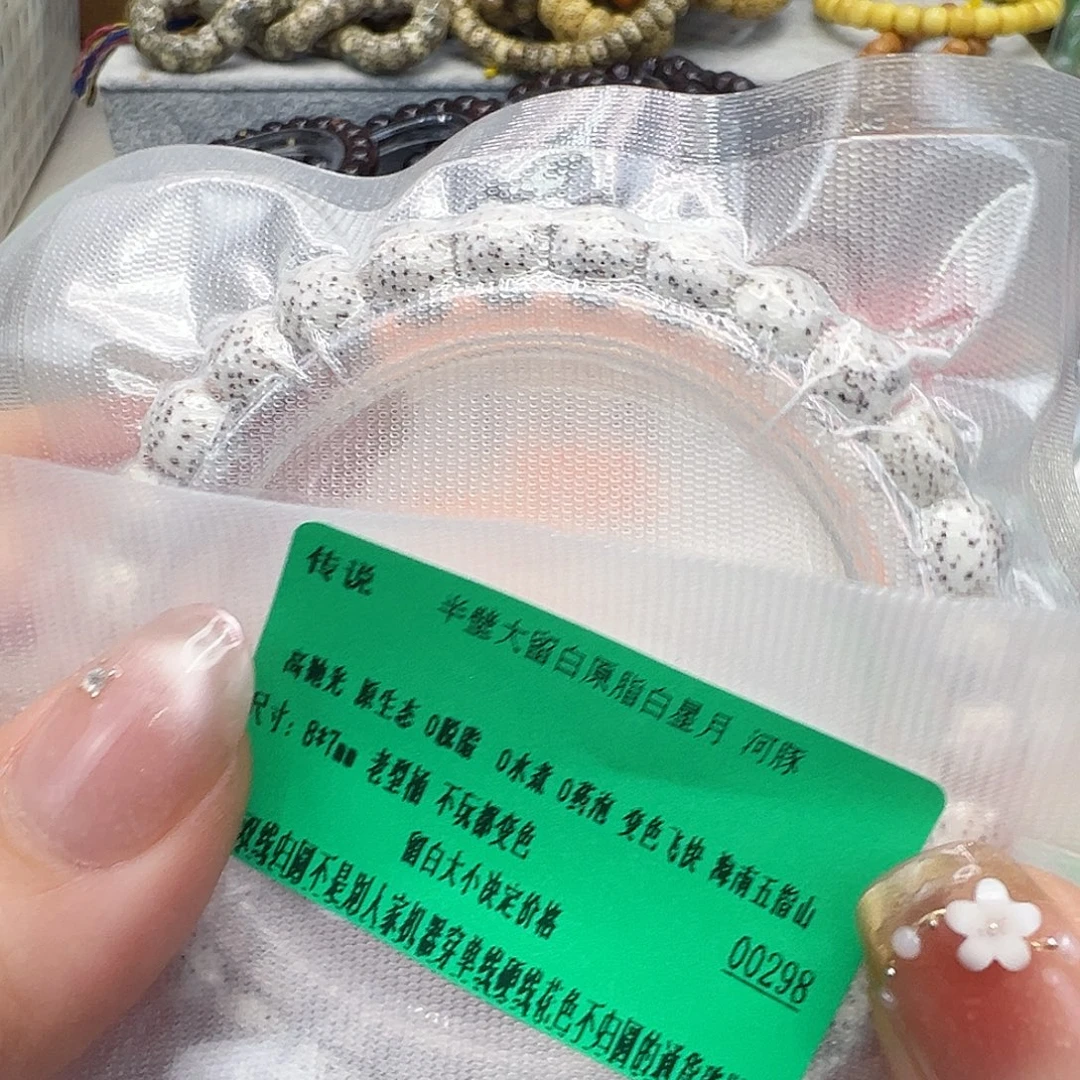 传说
半壁大留白原脂白星月 河豚
高抛光 原生态 0脱脂 0水煮 0药泡 变色飞快 海南五指山
尺寸：8*7mm 老型桶 不玩都变色
留白大小决定价格
00298
双线归圆不是别人家机器穿单线硬线花色不归圆的通货